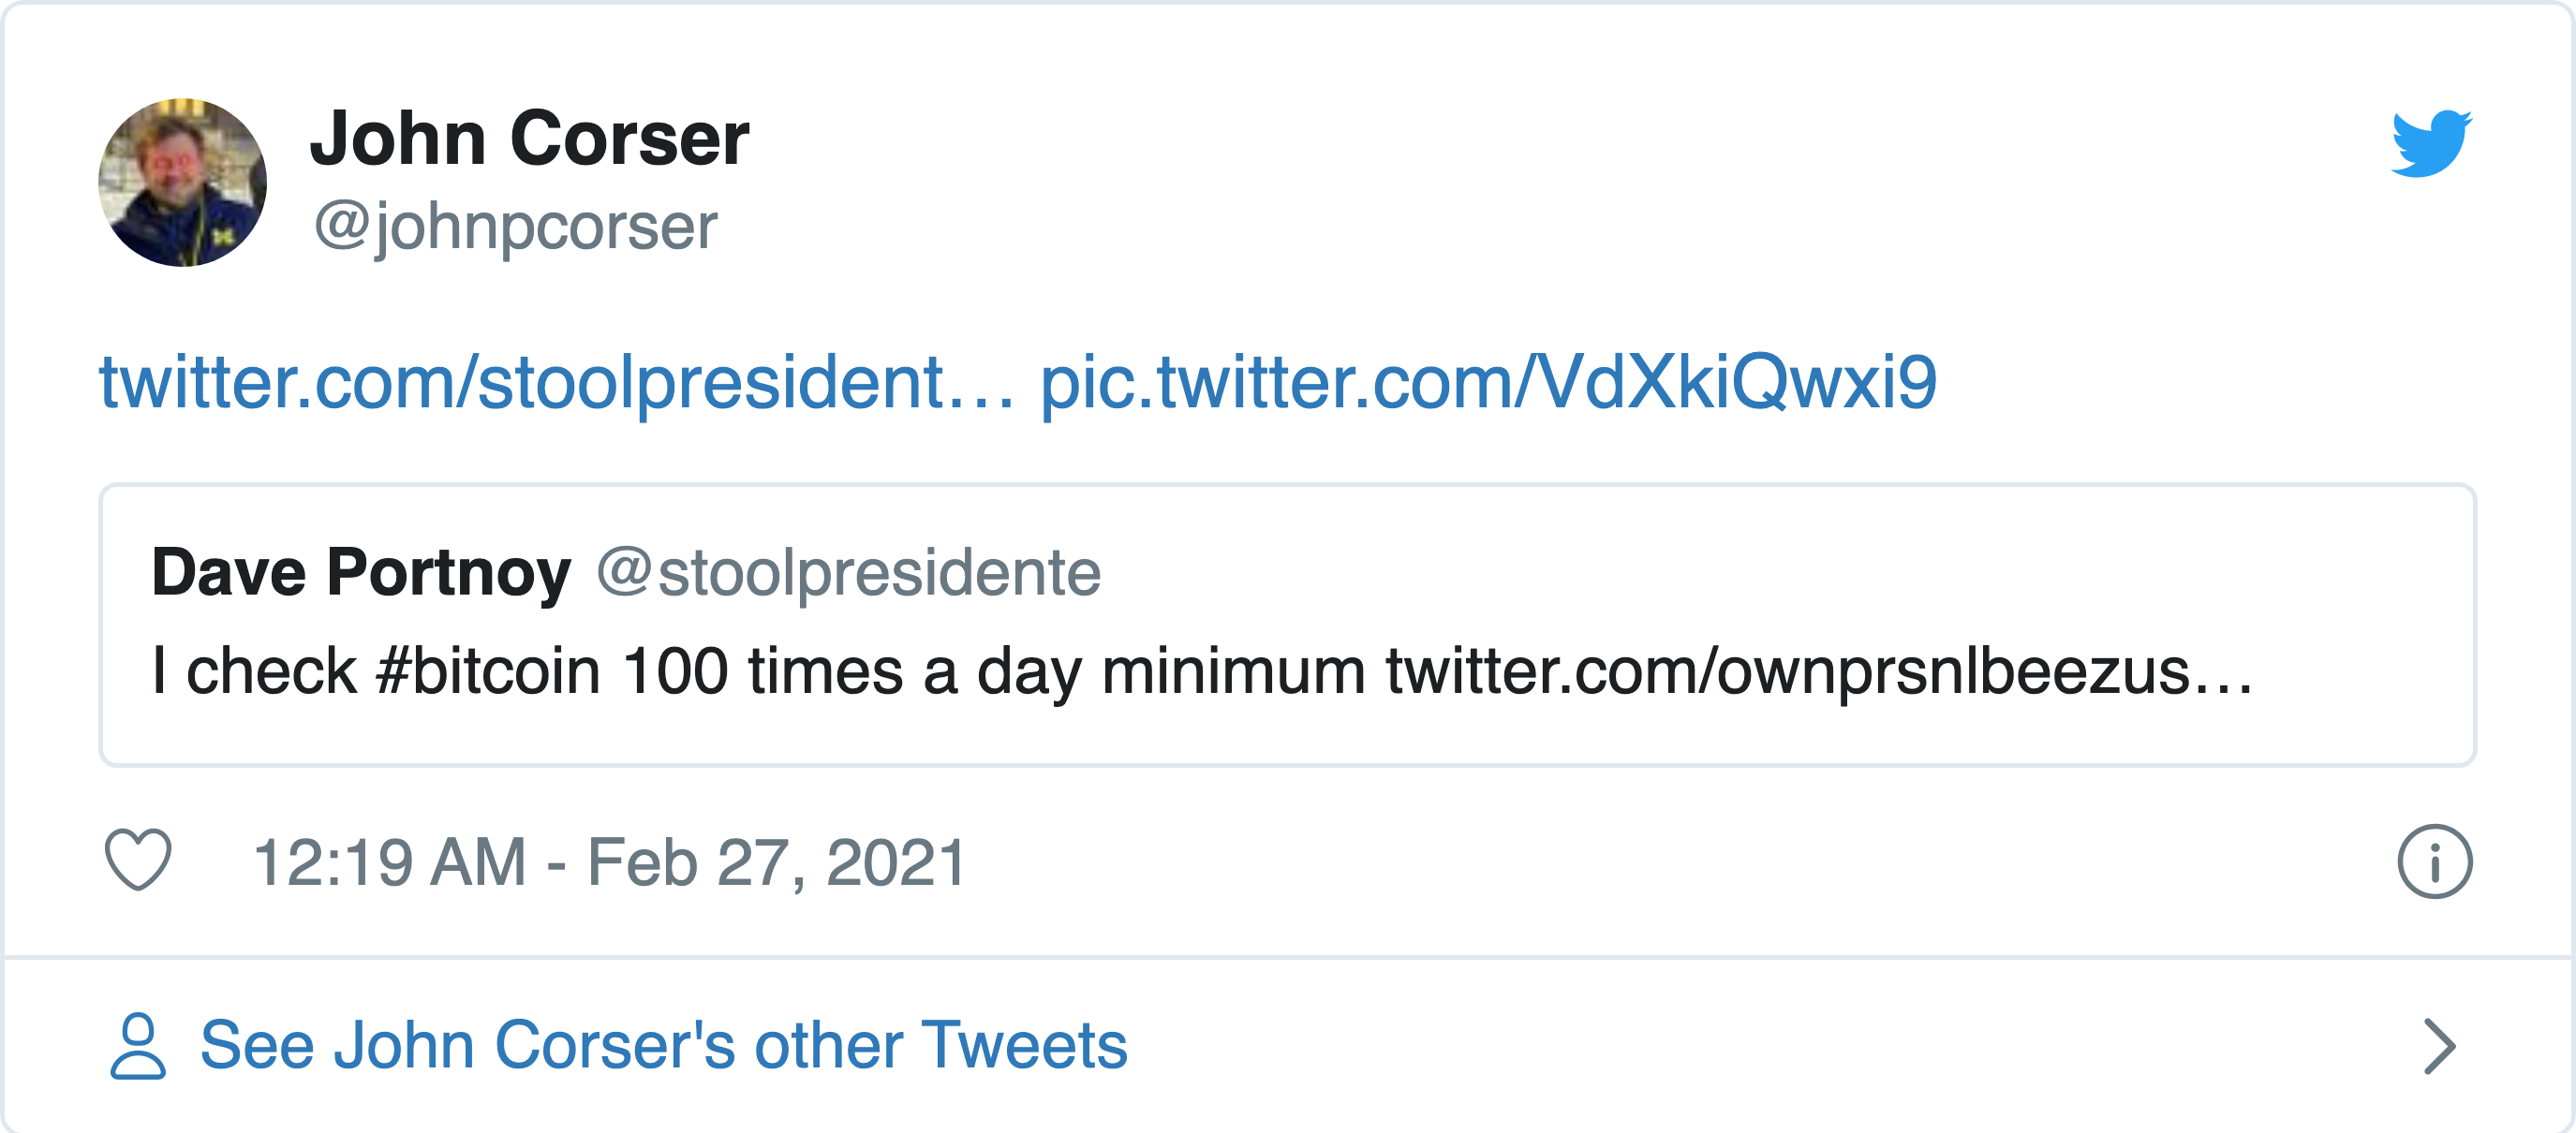 John Corser
@johnpcorser
twitter.com/stoolpresident… pic.twitter.com/VdXkiQwxi9
Dave Portnoy @stoolpresidente
I check #bitcoin 100 times a day minimum twitter.com/ownprsnlbeezus…
12:19 AM - Feb 27, 2021
See John Corser's other Tweets